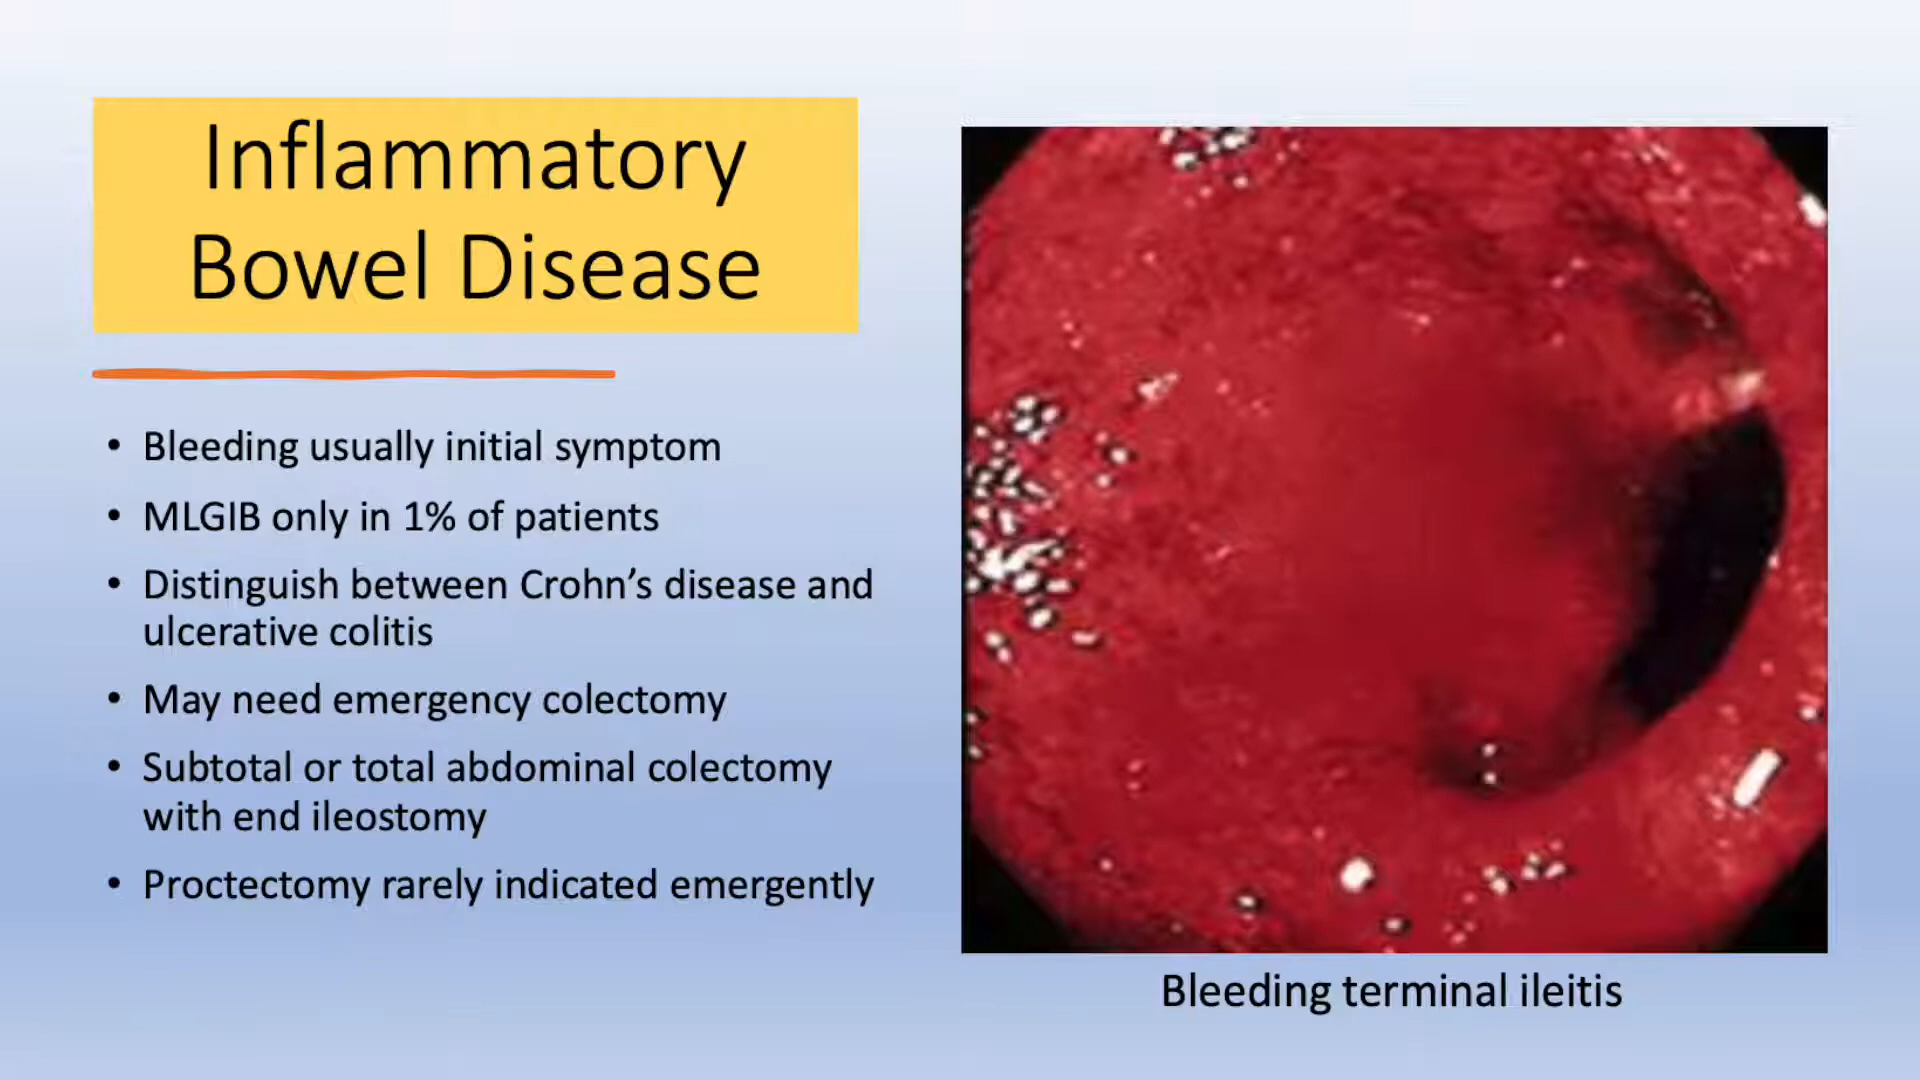 Inflammatory
Bowel Disease
• Bleeding usually initial symptom
• MLGIB only in 1% of patients
• Distinguish between Crohn’s disease and
ulcerative colitis
• May need emergency colectomy
• Subtotal or total abdominal colectomy
with end ileostomy
• Proctectomy rarely indicated emergently
Bleeding terminal ileitis